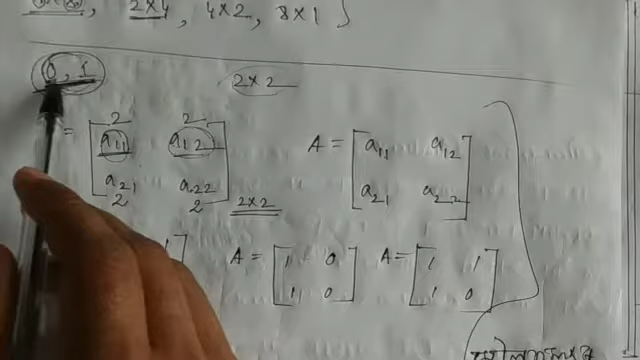 2×4, 4×2, 8×1 }
0, 1 2×2
2 2
= [ a11 a12 A = [ a11 a12
a21 a22 ] 2×2 a21 a22 ]
2 2
A = [ 1 0 A = [ 1 1
1 0 ] 1 0 ]